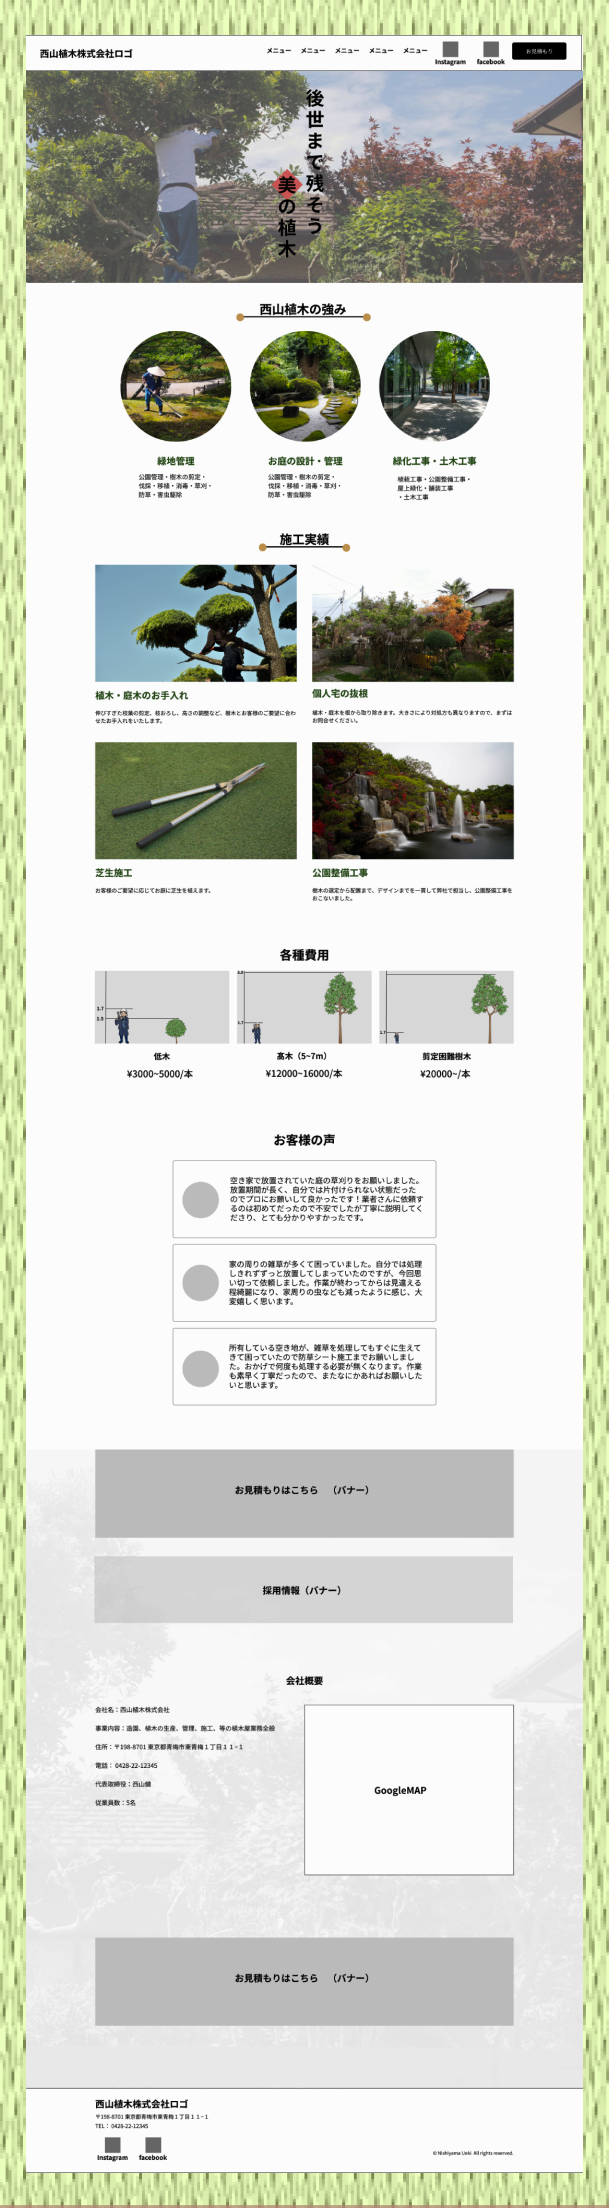 西山植木株式会社ロゴ
メニュー メニュー メニュー メニュー メニュー
Instagram
facebook
お見積もり
後世まで残そう
美の植木
西山植木の強み
緑地管理
公園管理・樹木の剪定・
伐採・移植・消毒・草刈・
防草・害虫駆除
お庭の設計・管理
公園管理・樹木の剪定・
伐採・移植・消毒・草刈・
防草・害虫駆除
緑化工事・土木工事
植栽工事・公園整備工事・
屋上緑化・舗装工事
・土木工事
施工実績
植木・庭木のお手入れ
伸びすぎた枝葉の剪定、枝おろし、高さの調整など、樹木とお客様のご要望に合わ
せたお手入れをいたします。
個人宅の抜根
植木・庭木を根から取り除きます。大きさにより対処方も異なりますので、まずは
お問合せください。
芝生施工
お客様のご要望に応じてお庭に芝生を植えます。
公園整備工事
樹木の選定から配置まで、デザインまでを一貫して弊社で担当し、公園整備工事を
おこないました。
各種費用
1.7
1.5
低木
¥3000~5000/本
1.7
高木（5~7m）
¥12000~16000/本
1.7
剪定困難樹木
¥20000~/本
お客様の声
空き家で放置されていた庭の草刈りをお願いしました。
放置期間が長く、自分では片付けられない状態だった
のでプロにお願いして良かったです！業者さんに依頼す
るのは初めてだったので不安でしたが丁寧に説明してく
ださり、とても分かりやすかったです。
家の周りの雑草が多くて困っていました。自分では処理
しきれずずっと放置してしまっていたのですが、今回思
い切って依頼しました。作業が終わってからは見違える
程綺麗になり、家周りの虫なども減ったように感じ、大
変嬉しく思います。
所有している空き地が、雑草を処理してもすぐに生えて
きて困っていたので防草シート施工までお願いしまし
た。おかげで何度も処理する必要が無くなります。作業
も素早く丁寧だったので、またなにかあればお願いした
いと思います。
お見積もりはこちら　（バナー）
採用情報（バナー）
会社概要
会社名：西山植木株式会社
事業内容：造園、植木の生産、管理、施工、等の植木屋業務全般
住所：〒198-8701 東京都青梅市東青梅１丁目１１−１
電話： 0428-22-12345
代表取締役：西山健
従業員数：5名
GoogleMAP
お見積もりはこちら　（バナー）
西山植木株式会社ロゴ
〒198-8701 東京都青梅市東青梅１丁目１１−１
TEL： 0428-22-12345
Instagram
facebook
© Nishiyama Ueki All rights reserved.